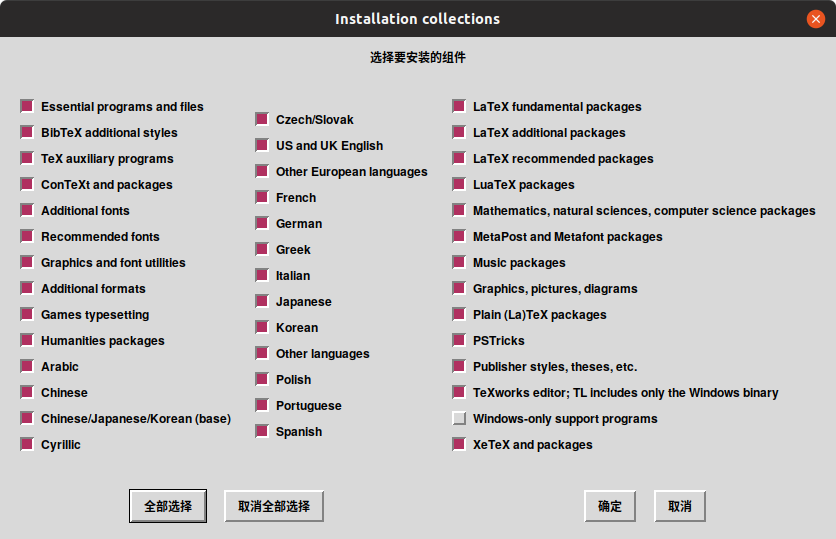 Installation collections
选择要安装的组件
Essential programs and files
BibTeX additional styles
TeX auxiliary programs
ConTeXt and packages
Additional fonts
Recommended fonts
Graphics and font utilities
Additional formats
Games typesetting
Humanities packages
Arabic
Chinese
Chinese/Japanese/Korean (base)
Cyrillic
Czech/Slovak
US and UK English
Other European languages
French
German
Greek
Italian
Japanese
Korean
Other languages
Polish
Portuguese
Spanish
LaTeX fundamental packages
LaTeX additional packages
LaTeX recommended packages
LuaTeX packages
Mathematics, natural sciences, computer science packages
MetaPost and Metafont packages
Music packages
Graphics, pictures, diagrams
Plain (La)TeX packages
PSTricks
Publisher styles, theses, etc.
TeXworks editor; TL includes only the Windows binary
Windows-only support programs
XeTeX and packages
全部选择
取消全部选择
确定
取消